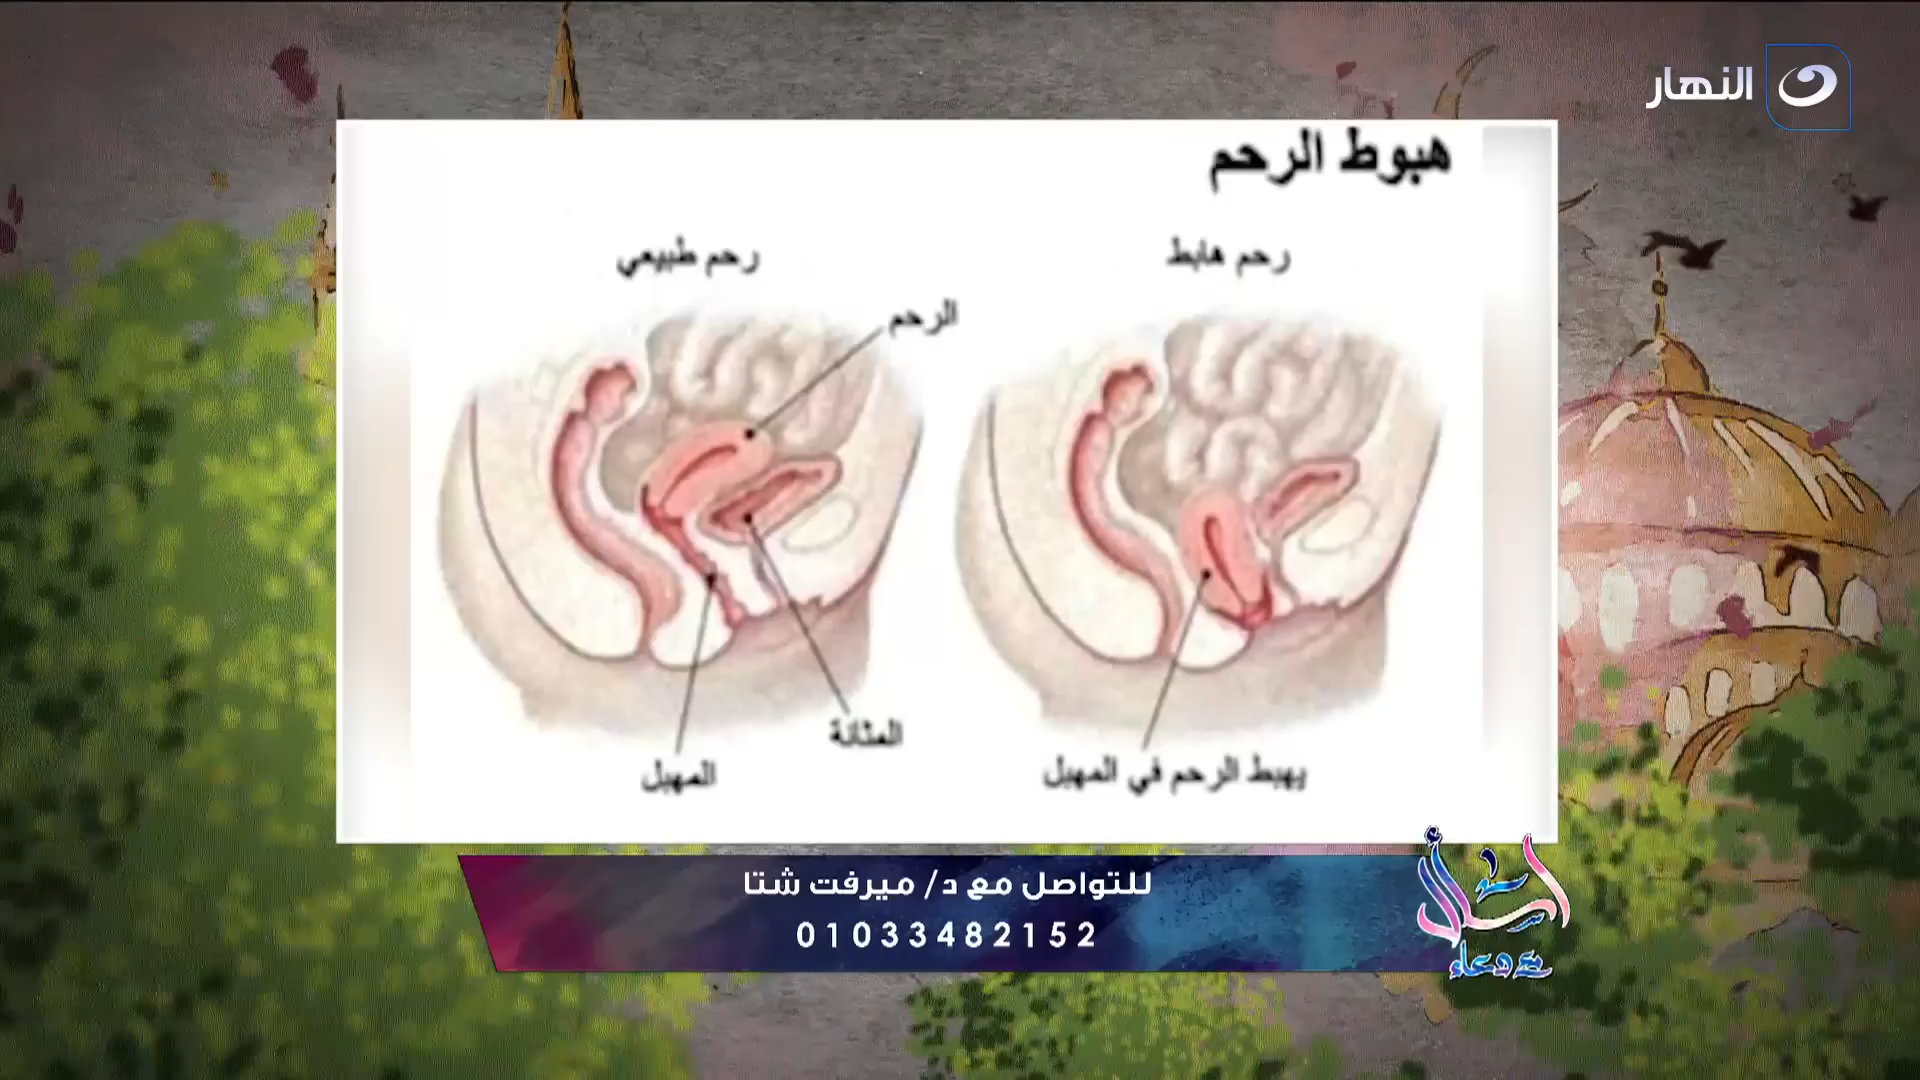 النهار
هبوط الرحم
رحم هابط
رحم طبيعي
الرحم
المثانة
المهبل
يهبط الرحم في المهبل
للتواصل مع د/ ميرفت شتا
01033482152
اسأل
مع دعاء